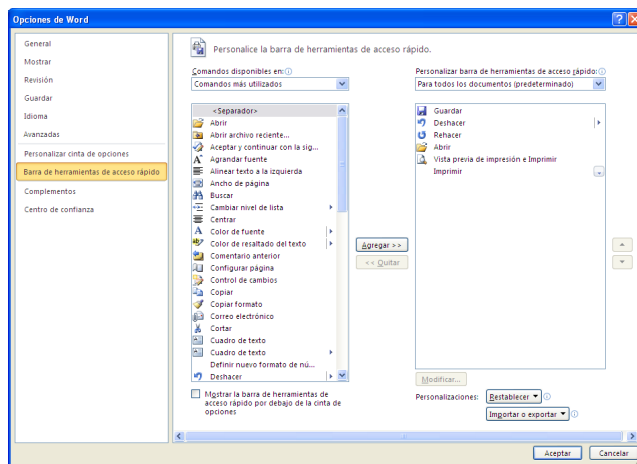 Opciones de Word
General
Mostrar
Revisión
Guardar
Idioma
Avanzadas
Personalizar cinta de opciones
Barra de herramientas de acceso rápido
Complementos
Centro de confianza
Personalice la barra de herramientas de acceso rápido.
Comandos disponibles en:
Comandos más utilizados
<Separador>
Abrir
Abrir archivo reciente...
Aceptar y continuar con la sig...
Agrandar fuente
Alinear texto a la izquierda
Ancho de página
Buscar
Cambiar nivel de lista
Centrar
Color de fuente
Color de resaltado del texto
Comentario anterior
Configurar página
Control de cambios
Copiar
Copiar formato
Correo electrónico
Cortar
Cuadro de texto
Cuadro de texto
Definir nuevo formato de nú...
Deshacer
Mostrar la barra de herramientas de
acceso rápido por debajo de la cinta de
opciones
Agregar >>
<< Quitar
Personalizar barra de herramientas de acceso rápido:
Para todos los documentos (predeterminado)
Guardar
Deshacer
Rehacer
Abrir
Vista previa de impresión e Imprimir
Imprimir
Modificar...
Personalizaciones: Restablecer
Importar o exportar
Aceptar Cancelar